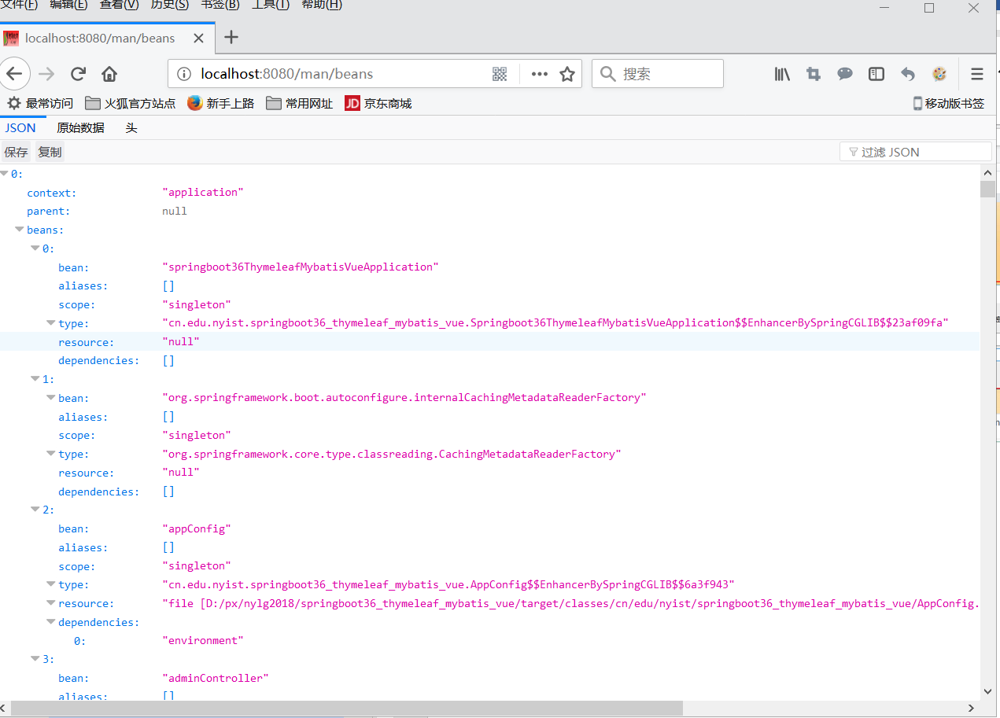 文件(F) 编辑(E) 查看(V) 历史(S) 书签(B) 工具(T) 帮助(H)
localhost:8080/man/beans
localhost:8080/man/beans
搜索
最常访问 火狐官方站点 新手上路 常用网址 JD 京东商城 移动版书签
JSON 原始数据 头
保存 复制 过滤 JSON
0:
context: "application"
parent: null
beans:
0:
bean: "springboot36ThymeleafMybatisVueApplication"
aliases: []
scope: "singleton"
type: "cn.edu.nyist.springboot36_thymeleaf_mybatis_vue.Springboot36ThymeleafMybatisVueApplication$$EnhancerBySpringCGLIB$$23af09fa"
resource: "null"
dependencies: []
1:
bean: "org.springframework.boot.autoconfigure.internalCachingMetadataReaderFactory"
aliases: []
scope: "singleton"
type: "org.springframework.core.type.classreading.CachingMetadataReaderFactory"
resource: "null"
dependencies: []
2:
bean: "appConfig"
aliases: []
scope: "singleton"
type: "cn.edu.nyist.springboot36_thymeleaf_mybatis_vue.AppConfig$$EnhancerBySpringCGLIB$$6a3f943"
resource: "file [D:/px/nylg2018/springboot36_thymeleaf_mybatis_vue/target/classes/cn/edu/nyist/springboot36_thymeleaf_mybatis_vue/AppConfig.
dependencies:
0: "environment"
3:
bean: "adminController"
aliases: []